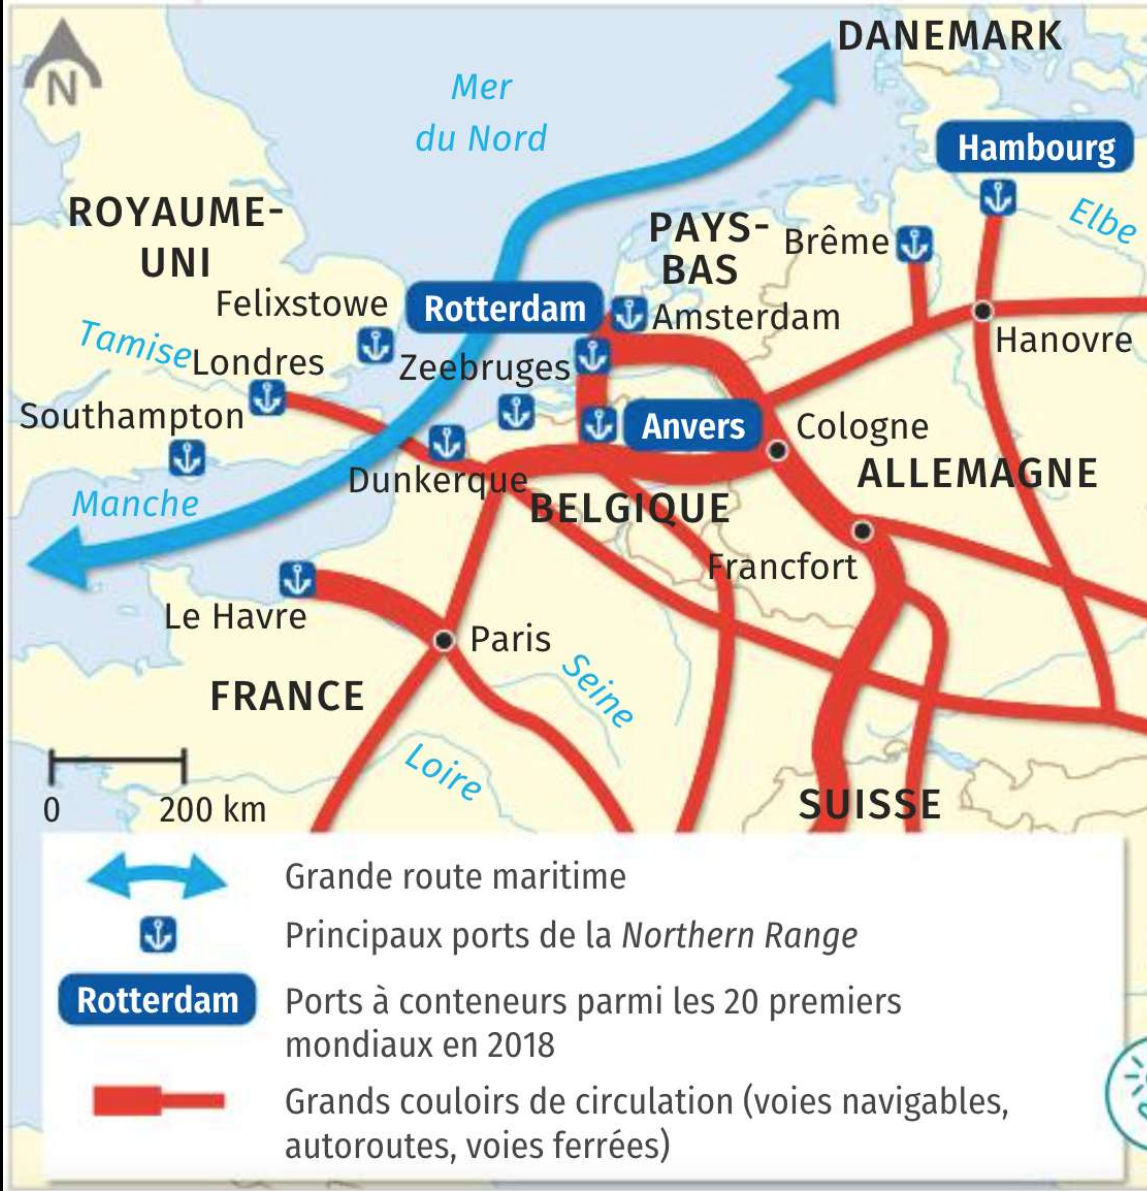 N
DANEMARK
Mer
du Nord
Hambourg
Elbe
ROYAUME-
UNI
PAYS-
BAS
Brême
Felixstowe
Rotterdam
Amsterdam
Hanovre
Tamise
Londres
Zeebruges
Southampton
Anvers
Cologne
Manche
Dunkerque
BELGIQUE
ALLEMAGNE
Francfort
Le Havre
Paris
Seine
FRANCE
Loire
0 200 km
SUISSE
Grande route maritime
Principaux ports de la Northern Range
Rotterdam
Ports à conteneurs parmi les 20 premiers
mondiaux en 2018
Grands couloirs de circulation (voies navigables,
autoroutes, voies ferrées)